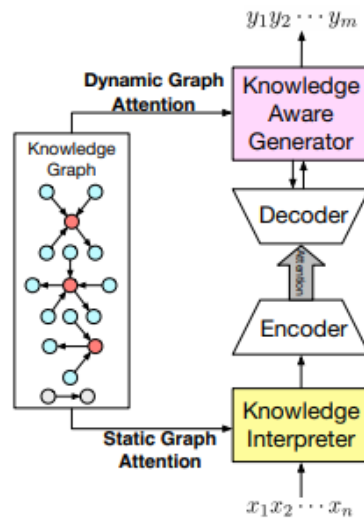 y₁y₂ ⋯ yₘ
Dynamic Graph
Attention
Knowledge
Aware
Generator
Knowledge
Graph
Decoder
Attention
Encoder
Knowledge
Interpreter
Static Graph
Attention
x₁x₂ ⋯ xₙ